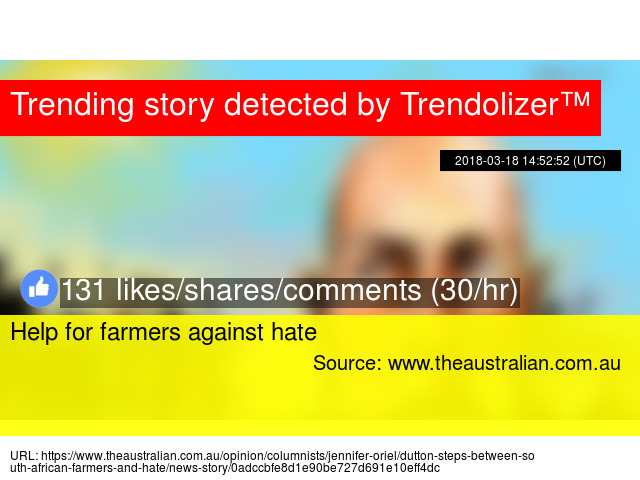 Trending story detected by Trendolizer™
2018-03-18 14:52:52 (UTC)
131 likes/shares/comments (30/hr)
Help for farmers against hate
Source: www.theaustralian.com.au
URL: https://www.theaustralian.com.au/opinion/columnists/jennifer-oriel/dutton-steps-between-so
uth-african-farmers-and-hate/news-story/0adccbfe8d1e90be727d691e10eff4dc